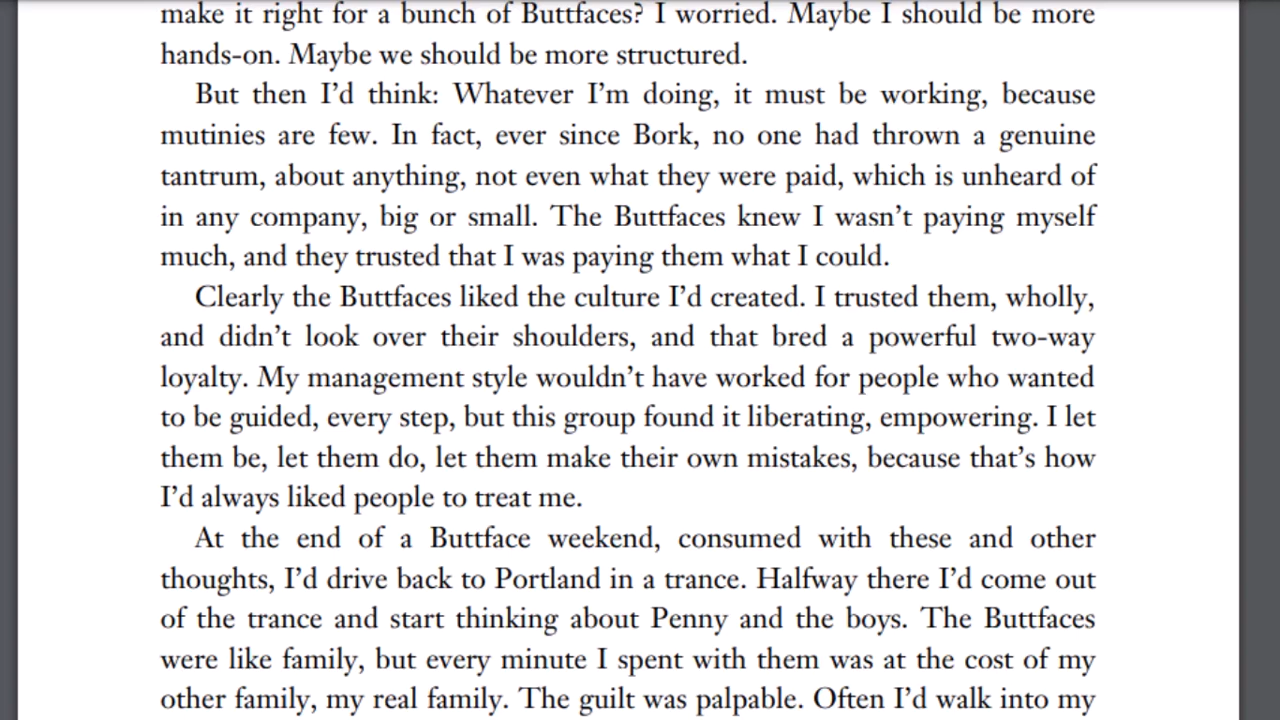 make it right for a bunch of Buttfaces? I worried. Maybe I should be more
hands-on. Maybe we should be more structured.
But then I’d think: Whatever I’m doing, it must be working, because
mutinies are few. In fact, ever since Bork, no one had thrown a genuine
tantrum, about anything, not even what they were paid, which is unheard of
in any company, big or small. The Buttfaces knew I wasn’t paying myself
much, and they trusted that I was paying them what I could.
Clearly the Buttfaces liked the culture I’d created. I trusted them, wholly,
and didn’t look over their shoulders, and that bred a powerful two-way
loyalty. My management style wouldn’t have worked for people who wanted
to be guided, every step, but this group found it liberating, empowering. I let
them be, let them do, let them make their own mistakes, because that’s how
I’d always liked people to treat me.
At the end of a Buttface weekend, consumed with these and other
thoughts, I’d drive back to Portland in a trance. Halfway there I’d come out
of the trance and start thinking about Penny and the boys. The Buttfaces
were like family, but every minute I spent with them was at the cost of my
other family, my real family. The guilt was palpable. Often I’d walk into my